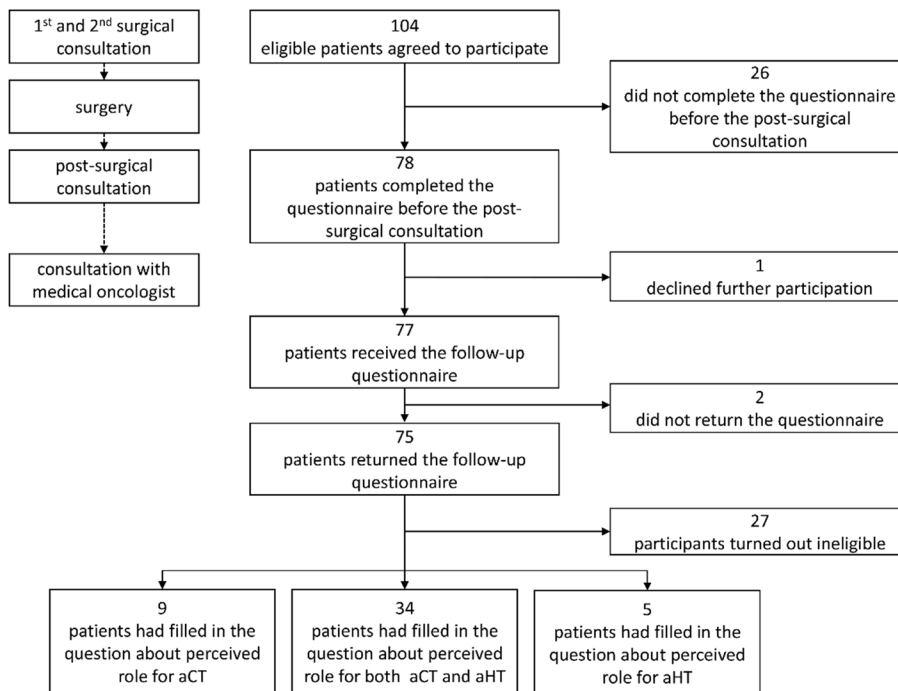 1st and 2nd surgical
consultation
surgery
post-surgical
consultation
consultation with
medical oncologist
104
eligible patients agreed to participate
26
did not complete the questionnaire
before the post-surgical
consultation
78
patients completed the
questionnaire before the post-
surgical consultation
1
declined further participation
77
patients received the follow-up
questionnaire
2
did not return the questionnaire
75
patients returned the follow-up
questionnaire
27
participants turned out ineligible
9
patients had filled in the
question about perceived
role for aCT
34
patients had filled in the
question about perceived
role for both aCT and aHT
5
patients had filled in the
question about perceived
role for aHT